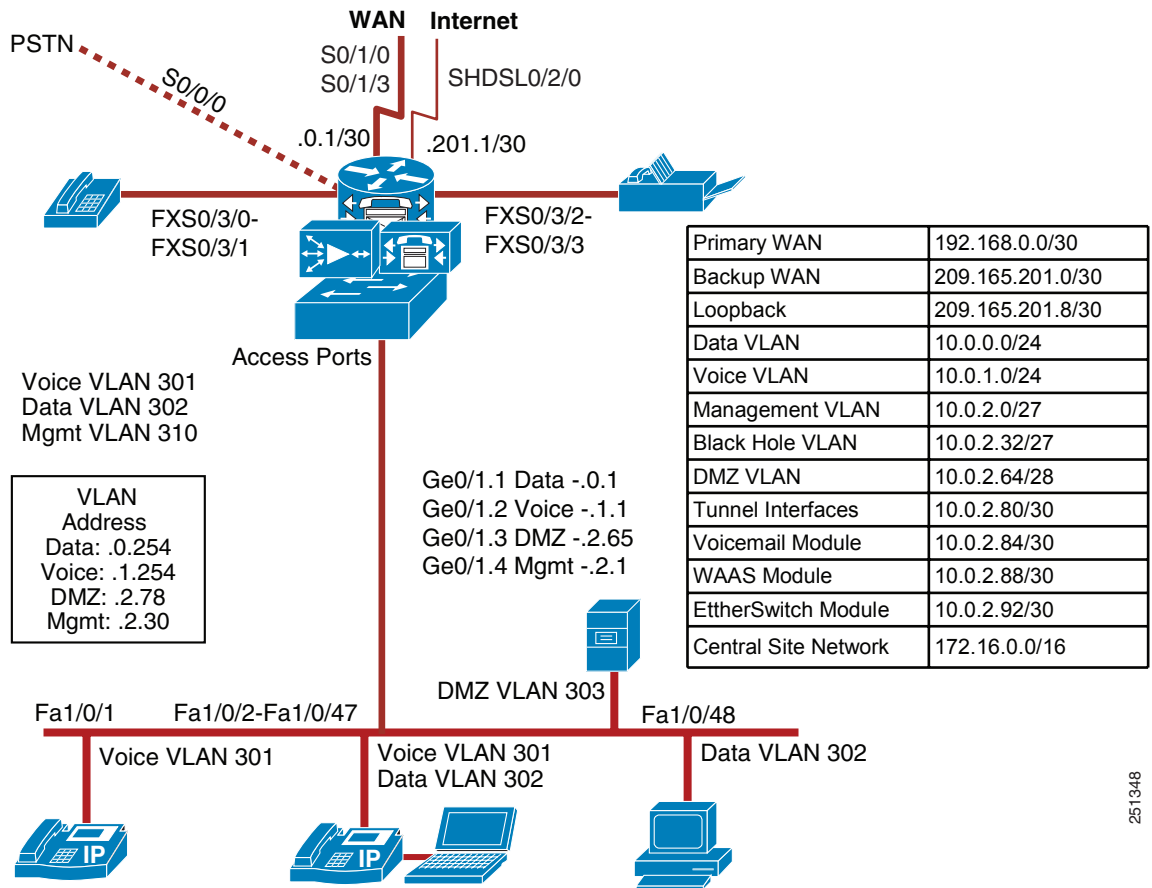 WAN Internet
PSTN
S0/1/0
S0/1/3
SHDSL0/2/0
S0/0/0
.0.1/30
.201.1/30
FXS0/3/0-
FXS0/3/1
FXS0/3/2-
FXS0/3/3
Access Ports
Voice VLAN 301
Data VLAN 302
Mgmt VLAN 310
VLAN
Address
Data: .0.254
Voice: .1.254
DMZ: .2.78
Mgmt: .2.30
Ge0/1.1 Data -.0.1
Ge0/1.2 Voice -.1.1
Ge0/1.3 DMZ -.2.65
Ge0/1.4 Mgmt -.2.1
Primary WAN 192.168.0.0/30
Backup WAN 209.165.201.0/30
Loopback 209.165.201.8/30
Data VLAN 10.0.0.0/24
Voice VLAN 10.0.1.0/24
Management VLAN 10.0.2.0/27
Black Hole VLAN 10.0.2.32/27
DMZ VLAN 10.0.2.64/28
Tunnel Interfaces 10.0.2.80/30
Voicemail Module 10.0.2.84/30
WAAS Module 10.0.2.88/30
EttherSwitch Module 10.0.2.92/30
Central Site Network 172.16.0.0/16
DMZ VLAN 303
Fa1/0/1
Fa1/0/2-Fa1/0/47
Fa1/0/48
Voice VLAN 301
Voice VLAN 301
Data VLAN 302
Data VLAN 302
IP
IP
251348